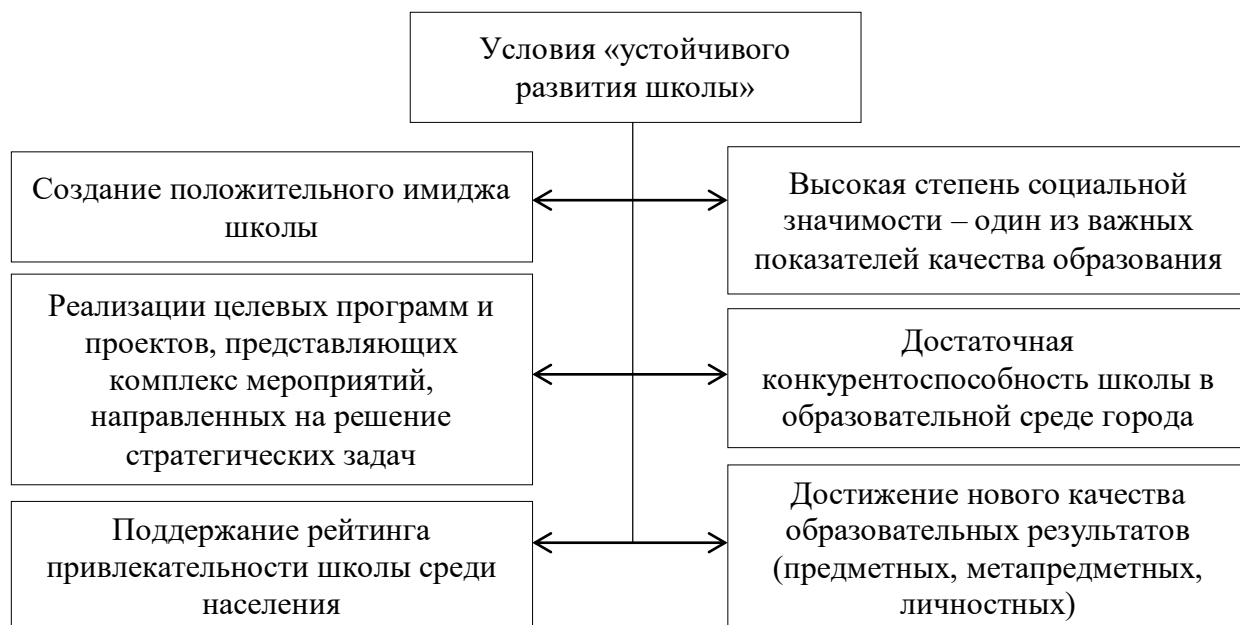 Условия «устойчивого
развития школы»
Создание положительного имиджа
школы
Высокая степень социальной
значимости – один из важных
показателей качества образования
Реализации целевых программ и
проектов, представляющих
комплекс мероприятий,
направленных на решение
стратегических задач
Достаточная
конкурентоспособность школы в
образовательной среде города
Поддержание рейтинга
привлекательности школы среди
населения
Достижение нового качества
образовательных результатов
(предметных, метапредметных,
личностных)